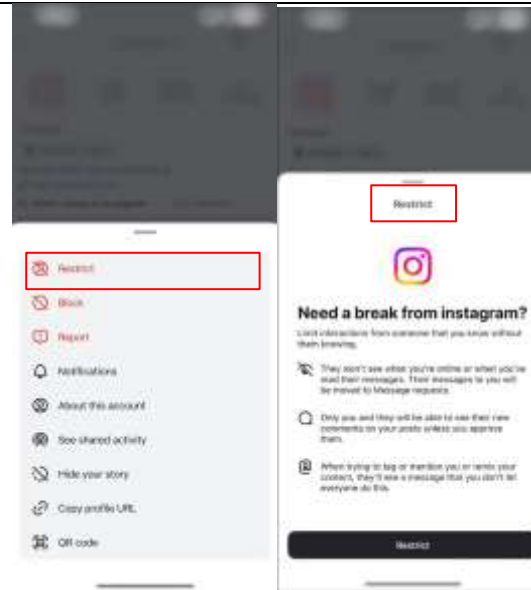 Restrict
Block
Report
Notifications
About this account
See shared activity
Hide your story
Copy profile URL
QR code
Restrict
Need a break from instagram?
Limit interactions from someone that you know without
them knowing.
They won't see when you're online or when you've
read their messages. Their messages to you will
be moved to Message requests.
Only you and they will be able to see their new
comments on your posts unless you approve
them.
When trying to tag or mention you or remix your
content, they'll see a message that you don't let
everyone do this.
Restrict